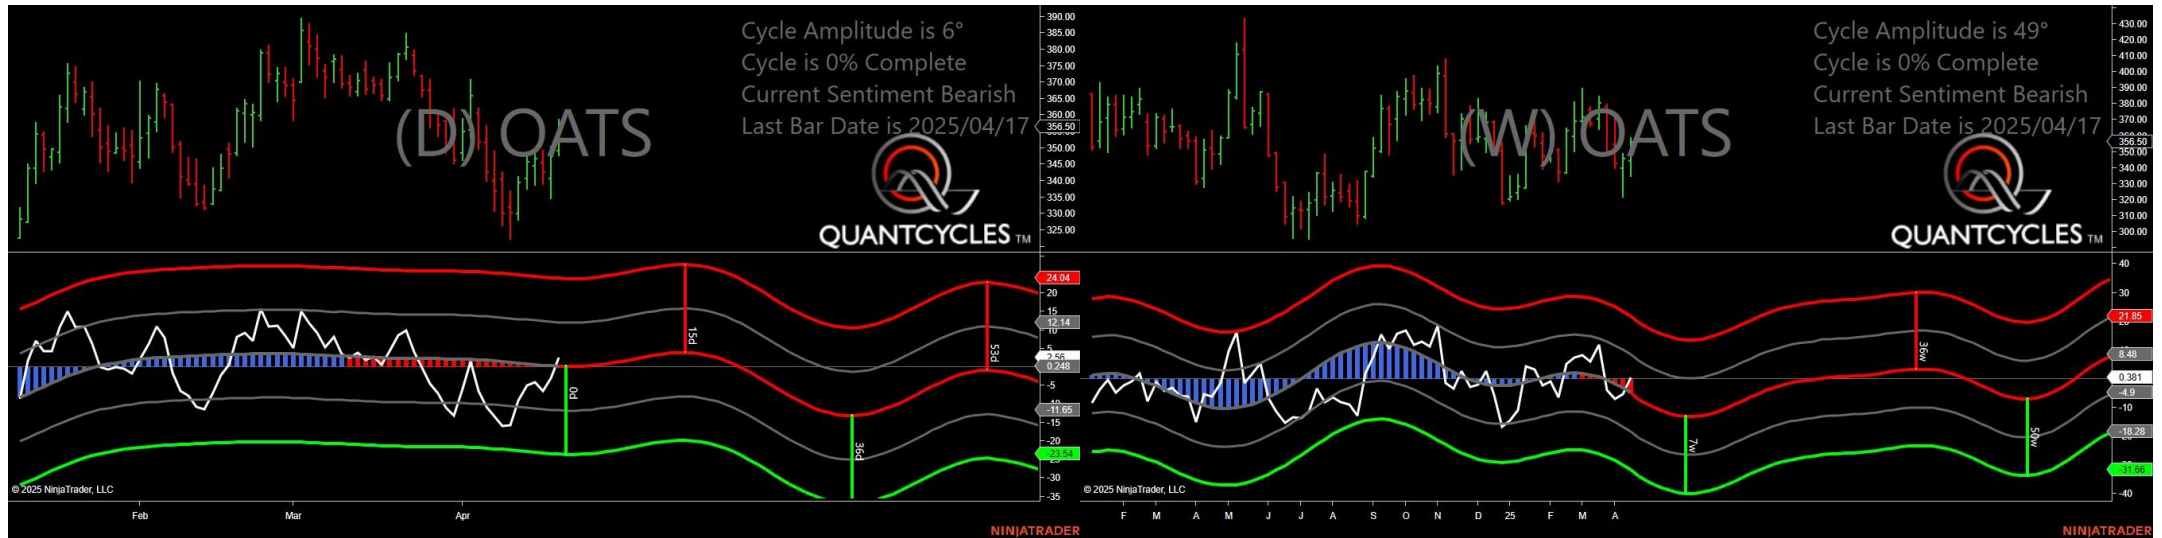 Cycle Amplitude is 6°
Cycle is 0% Complete
Current Sentiment Bearish
Last Bar Date is 2025/04/17
(D) OATS
QUANTCYCLES TM
390.00
385.00
380.00
375.00
370.00
365.00
360.00
356.50
350.00
345.00
340.00
335.00
330.00
325.00
24.04
20
15
12.14
10
5
2.56
0.248
-5
-10
-11.65
-15
-20
-23.54
-30
-35
15d
53d
0d
36d
© 2025 NinjaTrader, LLC
Feb Mar Apr
NINJATRADER
Cycle Amplitude is 49°
Cycle is 0% Complete
Current Sentiment Bearish
Last Bar Date is 2025/04/17
(W) OATS
QUANTCYCLES TM
430.00
420.00
410.00
400.00
390.00
380.00
370.00
356.50
350.00
340.00
330.00
320.00
310.00
300.00
40
30
21.85
8.48
0.381
-4.9
-10
-18.28
-31.66
-40
36w
7w
50w
© 2025 NinjaTrader, LLC
F M A M J J A S O N D 25 F M A
NINJATRADER